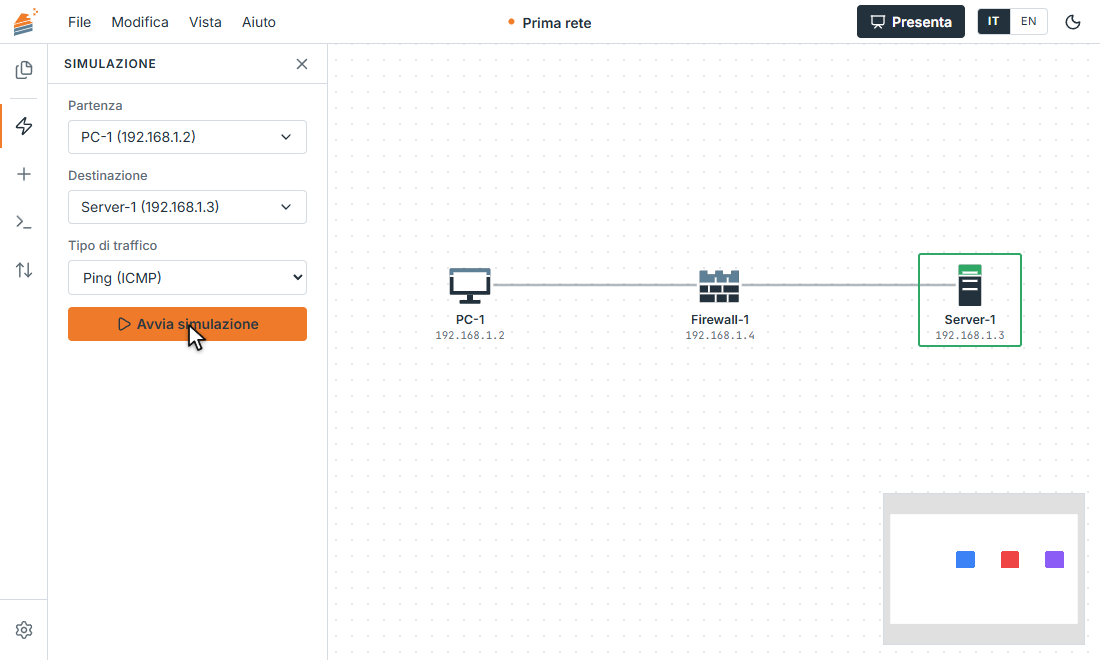 File Modifica Vista Aiuto
Prima rete
Presenta
IT EN
SIMULAZIONE
Partenza
PC-1 (192.168.1.2)
Destinazione
Server-1 (192.168.1.3)
Tipo di traffico
Ping (ICMP)
Avvia simulazione
PC-1
192.168.1.2
Firewall-1
192.168.1.4
Server-1
192.168.1.3